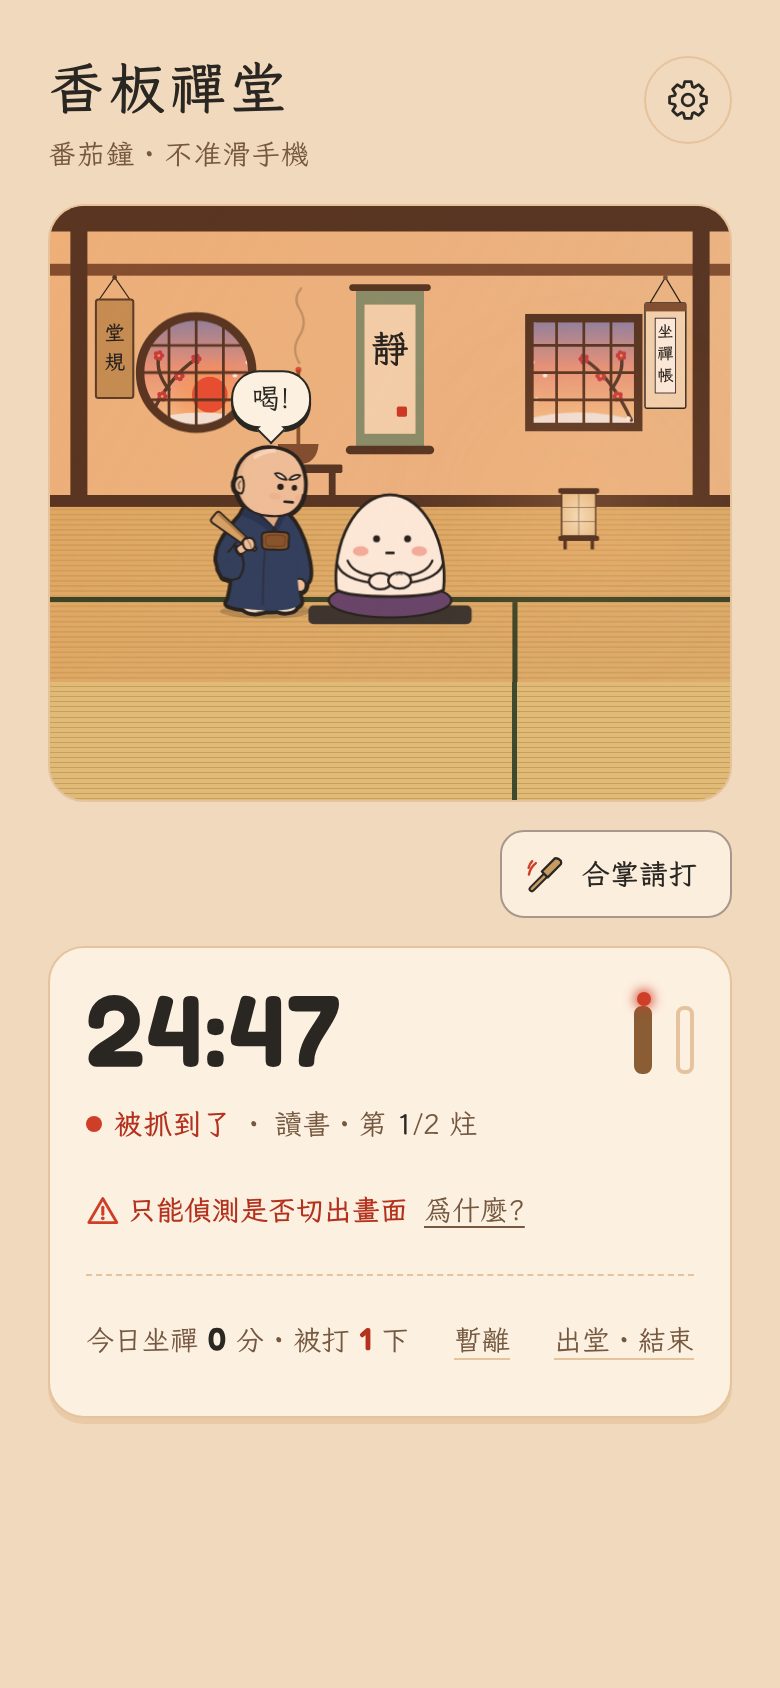 香板禪堂
番茄鐘・不准滑手機
堂規
靜
坐禪帳
喝!
合掌請打
24:47
被抓到了 ・ 讀書・第 1/2 炷
只能偵測是否切出畫面 為什麼?
今日坐禪 0 分・被打 1 下 暫離 出堂・結束